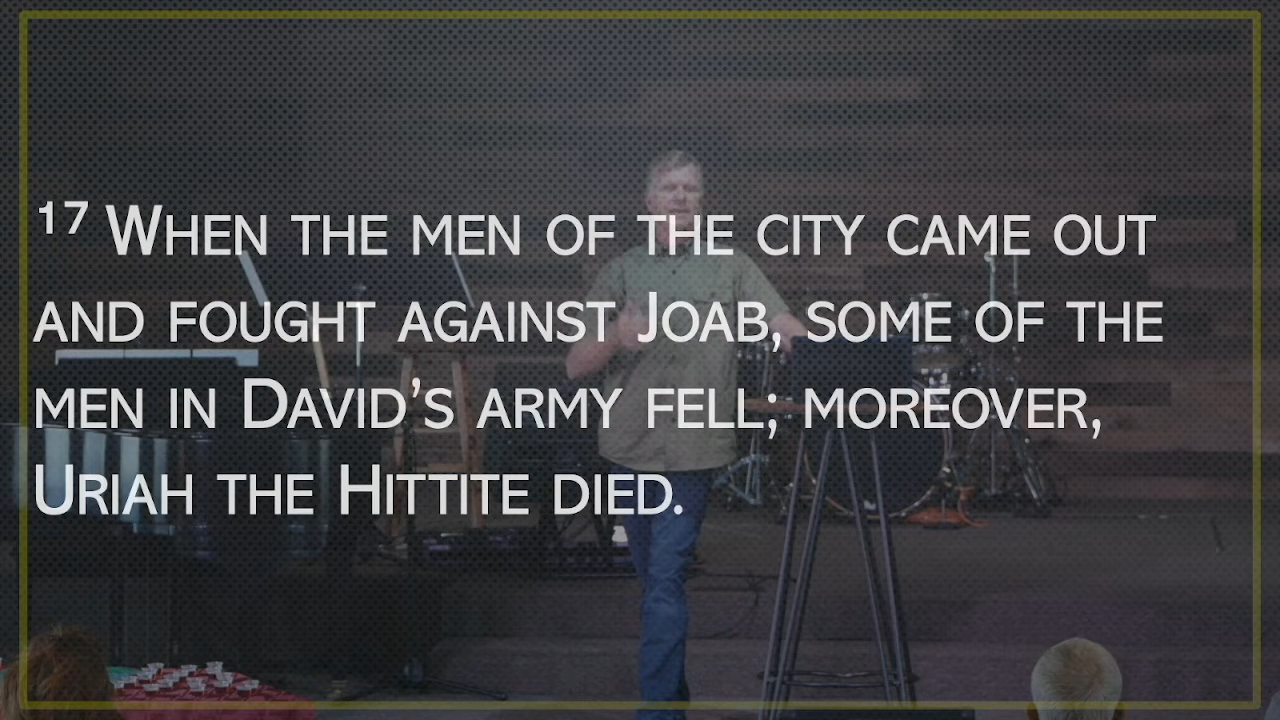 17 When the men of the city came out
and fought against Joab, some of the
men in David's army fell; moreover,
Uriah the Hittite died.